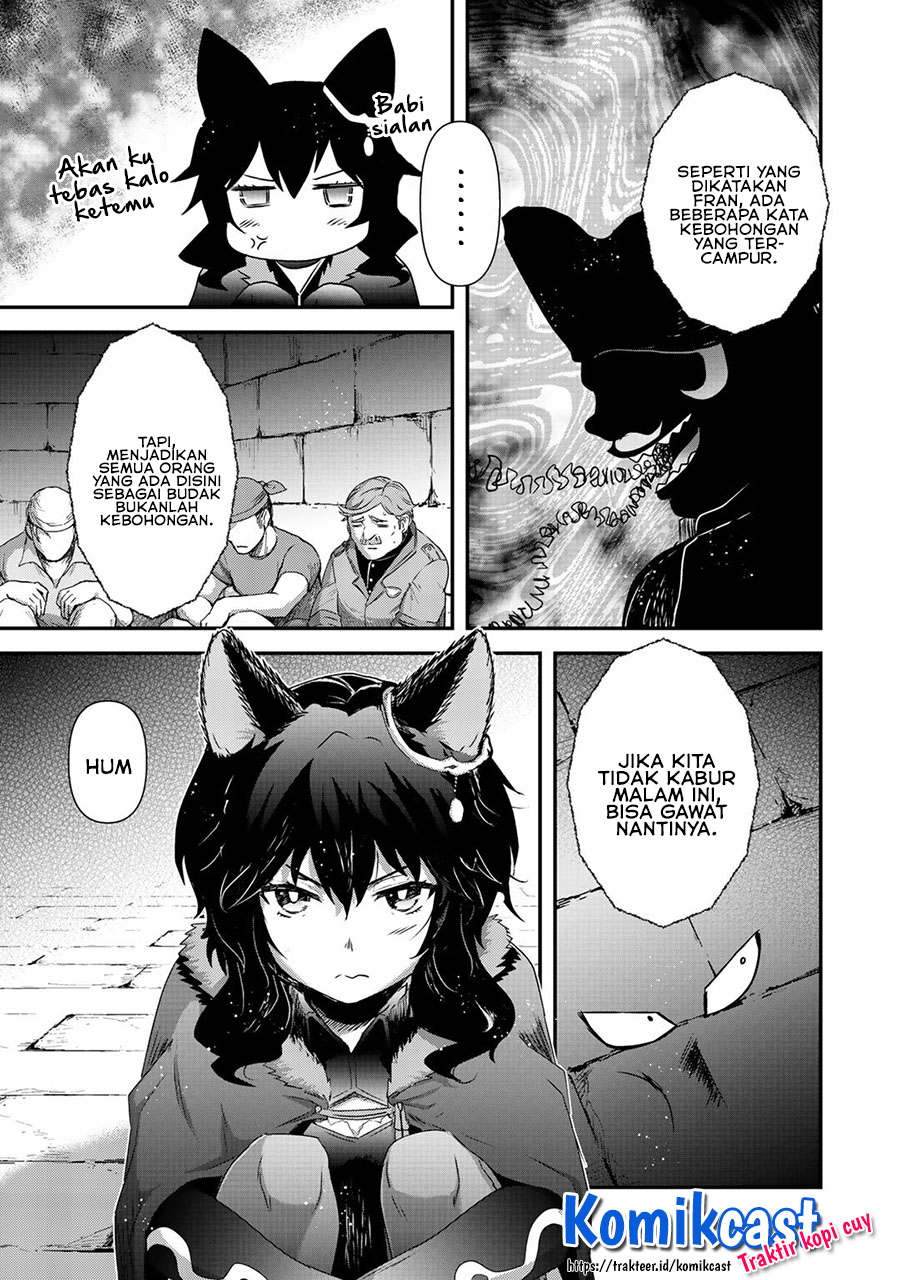 SEPERTI YANG
DIKATAKAN
FRAN, ADA
BEBERAPA KATA
KEBOHONGAN
YANG TER-
CAMPUR.
......
Babi
sialan
Akan ku
tebas kalo
ketemu
TAPI,
MENJADIKAN
SEMUA ORANG
YANG ADA DISINI
SEBAGAI BUDAK
BUKANLAH
KEBOHONGAN.
JIKA KITA
TIDAK KABUR
MALAM INI,
BISA GAWAT
NANTINYA.
HUM
Komikcast
Traktir kopi cuy
https://trakteer.id/komikcast